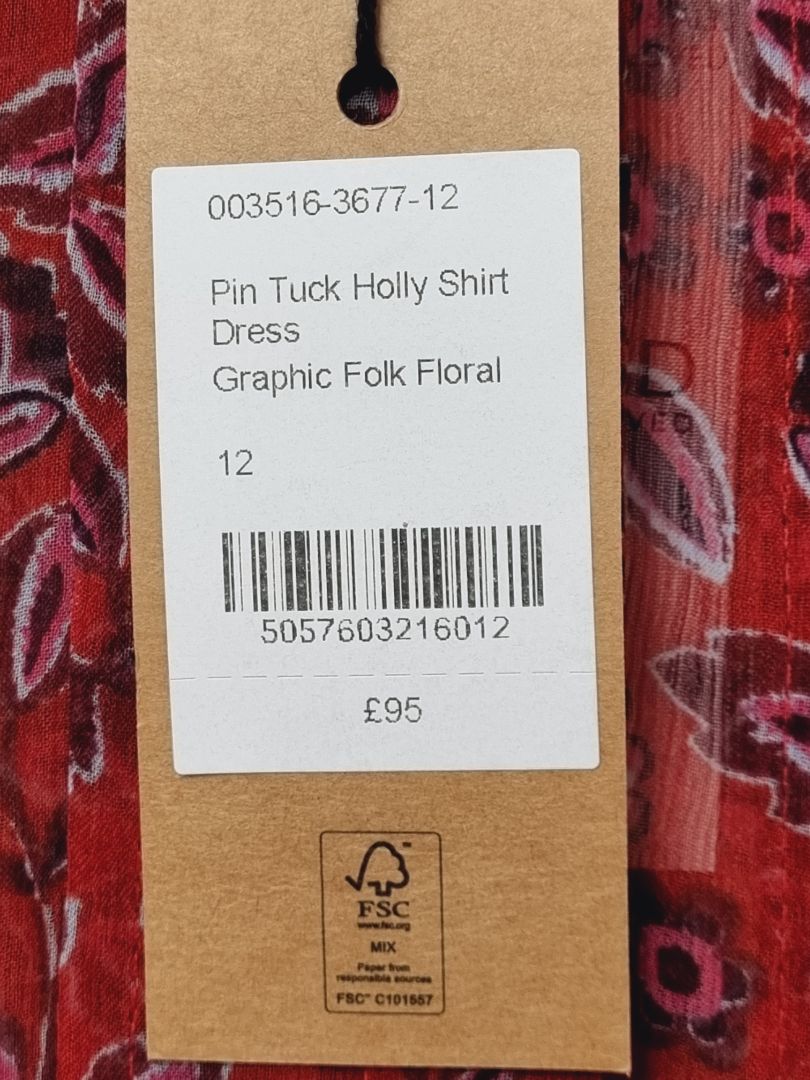 003516-3677-12
Pin Tuck Holly Shirt
Dress
Graphic Folk Floral
12
5057603216012
£95
FSC
www.fsc.org
MIX
Paper from
responsible sources
FSC™ C101557